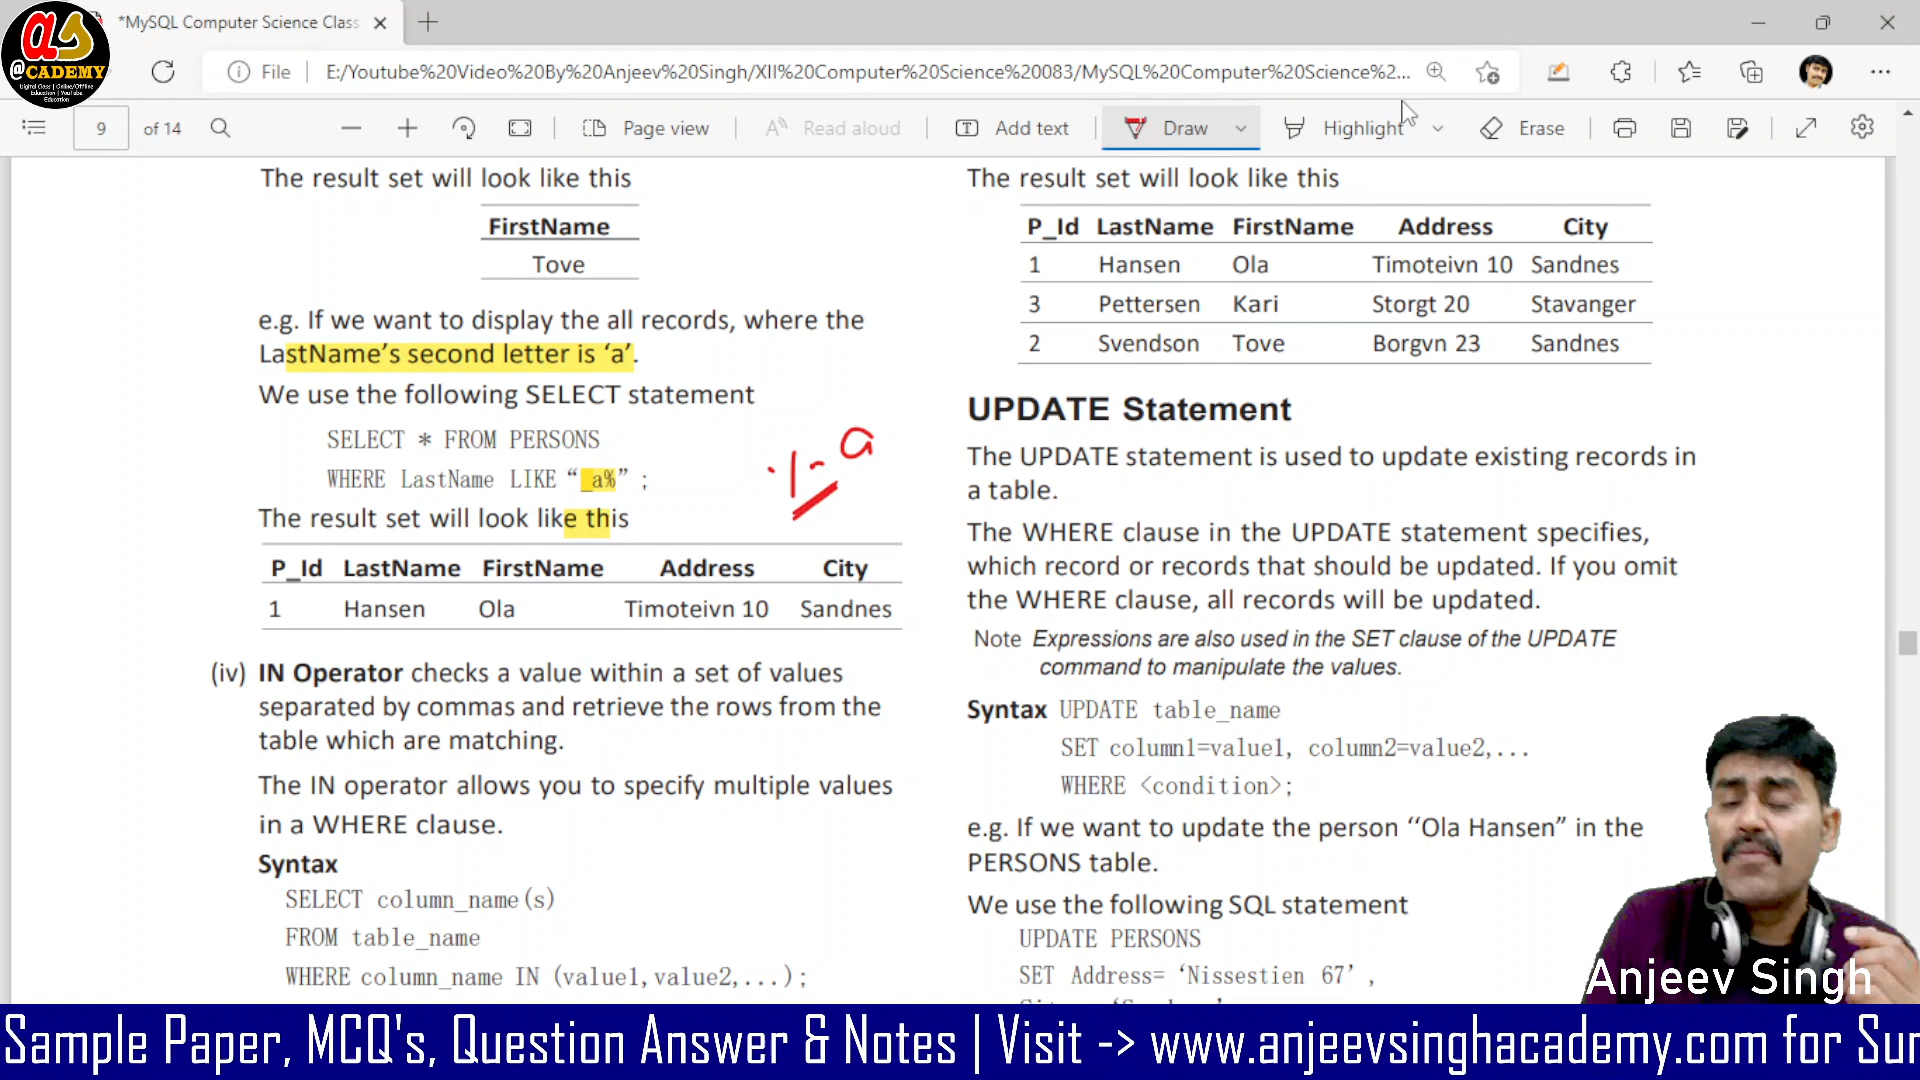 as
@CADEMY
Digital Class | Online/Offline
Education | YouTube
Education
*MySQL Computer Science Class
File
E:/Youtube%20Video%20By%20Anjeev%20Singh/XII%20Computer%20Science%20083/MySQL%20Computer%20Science%2...
9
of 14
Page view
Read aloud
Add text
Draw
Highlight
Erase
The result set will look like this
FirstName
Tove
e.g. If we want to display the all records, where the
LastName's second letter is ‘a’.
We use the following SELECT statement
SELECT * FROM PERSONS
WHERE LastName LIKE “_a%” ;
%_a
The result set will look like this
P_Id LastName FirstName Address City
1 Hansen Ola Timoteivn 10 Sandnes
(iv) IN Operator checks a value within a set of values
separated by commas and retrieve the rows from the
table which are matching.
The IN operator allows you to specify multiple values
in a WHERE clause.
Syntax
SELECT column_name(s)
FROM table_name
WHERE column_name IN (value1,value2,...);
The result set will look like this
P_Id LastName FirstName Address City
1 Hansen Ola Timoteivn 10 Sandnes
3 Pettersen Kari Storgt 20 Stavanger
2 Svendson Tove Borgvn 23 Sandnes
UPDATE Statement
The UPDATE statement is used to update existing records in
a table.
The WHERE clause in the UPDATE statement specifies,
which record or records that should be updated. If you omit
the WHERE clause, all records will be updated.
Note Expressions are also used in the SET clause of the UPDATE
command to manipulate the values.
Syntax UPDATE table_name
SET column1=value1, column2=value2,...
WHERE <condition>;
e.g. If we want to update the person ‘‘Ola Hansen” in the
PERSONS table.
We use the following SQL statement
UPDATE PERSONS
SET Address= ‘Nissestien 67’ ,
Anjeev Singh
Sample Paper, MCQ's, Question Answer & Notes | Visit -> www.anjeevsinghacademy.com for Sur